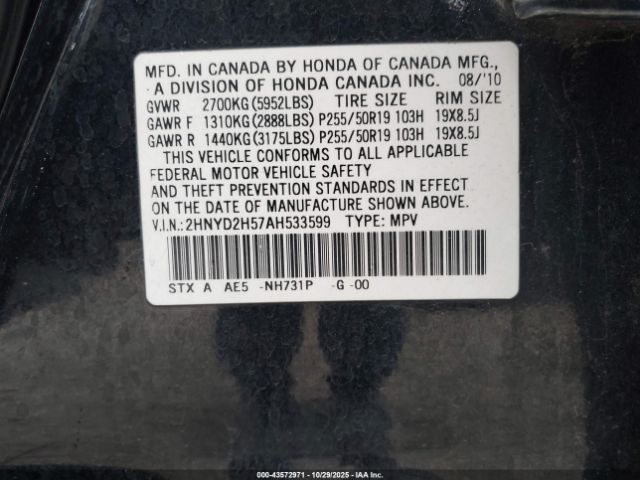 MFD. IN CANADA BY HONDA OF CANADA MFG.,
A DIVISION OF HONDA CANADA INC. 08/'10
GVWR 2700KG(5952LBS) TIRE SIZE RIM SIZE
GAWR F 1310KG(2888LBS)P255/50R19 103H 19X8.5J
GAWR R 1440KG(3175LBS)P255/50R19 103H 19X8.5J
THIS VEHICLE CONFORMS TO ALL APPLICABLE
FEDERAL MOTOR VEHICLE SAFETY
AND THEFT PREVENTION STANDARDS IN EFFECT
ON THE DATE OF MANUFACTURE SHOWN ABOVE.
V.I.N.:2HNYD2H57AH533599 TYPE: MPV
STX A AE5 -NH731P -G -00
00-43572971 | 10/29/2025 - IAA Inc.